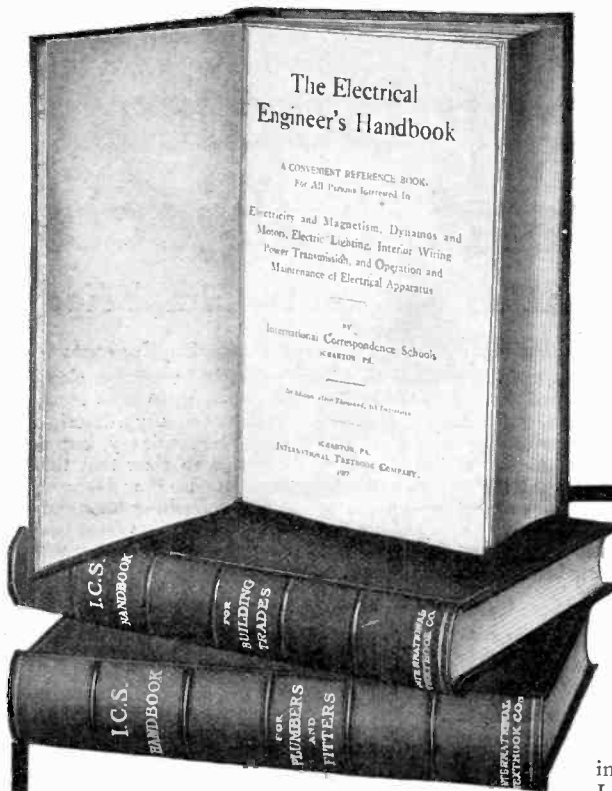 The Electrical
Engineer's Handbook
A CONVENIENT REFERENCE BOOK,
For All Persons Interested In
Electricity and Magnetism, Dynamos and
Motors, Electric Lighting, Interior Wiring
Power Transmission, and Operation and
Maintenance of Electrical Apparatus
BY
International Correspondence Schools
SCRANTON PA.
SCRANTON, PA.
INTERNATIONAL TEXTBOOK COMPANY.
I.C.S.
HANDBOOK
FOR
BUILDING
TRADES
INTERNATIONAL
TEXTBOOK CO.
I.C.S.
HANDBOOK
FOR
PLUMBERS
AND
FITTERS
INTERNATIONAL
TEXTBOOK CO.
in